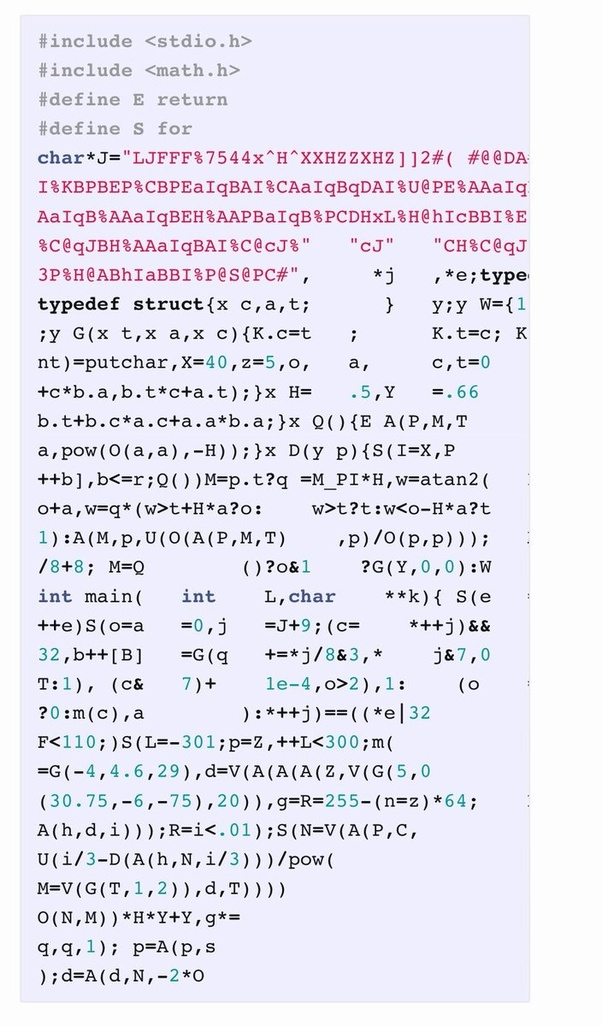 #include <stdio.h>
#include <math.h>
#define E return
#define S for
char*J="LJFFF%7544x^H^XXHZZXHZ]]2#( #@@DA
I%KBPBEP%CBPEaIqBAI%CAaIqBqDAI%U@PE%AAaIq
AaIqB%AAaIqBEH%AAPBaIqB%PCDHxL%H@hIcBBI%E
%C@qJBH%AAaIqBAI%C@cJ%" "cJ" "CH%C@qJ
3P%H@ABhIaBBI%P@S@PC#", *j ,*e;type
typedef struct{x c,a,t; } y;y W={1
;y G(x t,x a,x c){K.c=t ; K.t=c; K
nt)=putchar,X=40,z=5,o, a, c,t=0
+c*b.a,b.t*c+a.t);}x H= .5,Y =.66
b.t+b.c*a.c+a.a*b.a;}x Q(){E A(P,M,T
a,pow(O(a,a),-H));}x D(y p){S(I=X,P
++b],b<=r;Q())M=p.t?q =M_PI*H,w=atan2(
o+a,w=q*(w>t+H*a?o: w>t?t:w<o-H*a?t
1):A(M,p,U(O(A(P,M,T) ,p)/O(p,p)));
/8+8; M=Q ()?o&1 ?G(Y,0,0):W
int main( int L,char **k){ S(e
++e)S(o=a =0,j =J+9;(c= *++j)&&
32,b++[B] =G(q +=*j/8&3,* j&7,0
T:1), (c& 7)+ 1e-4,o>2),1: (o
?0:m(c),a ):*++j)==((*e|32
F<110;)S(L=-301;p=Z,++L<300;m(
=G(-4,4.6,29),d=V(A(A(A(Z,V(G(5,0
(30.75,-6,-75),20)),g=R=255-(n=z)*64;
A(h,d,i)));R=i<.01);S(N=V(A(P,C,
U(i/3-D(A(h,N,i/3)))/pow(
M=V(G(T,1,2)),d,T))))
O(N,M))*H*Y+Y,g*=
q,q,1); p=A(p,s
);d=A(d,N,-2*O